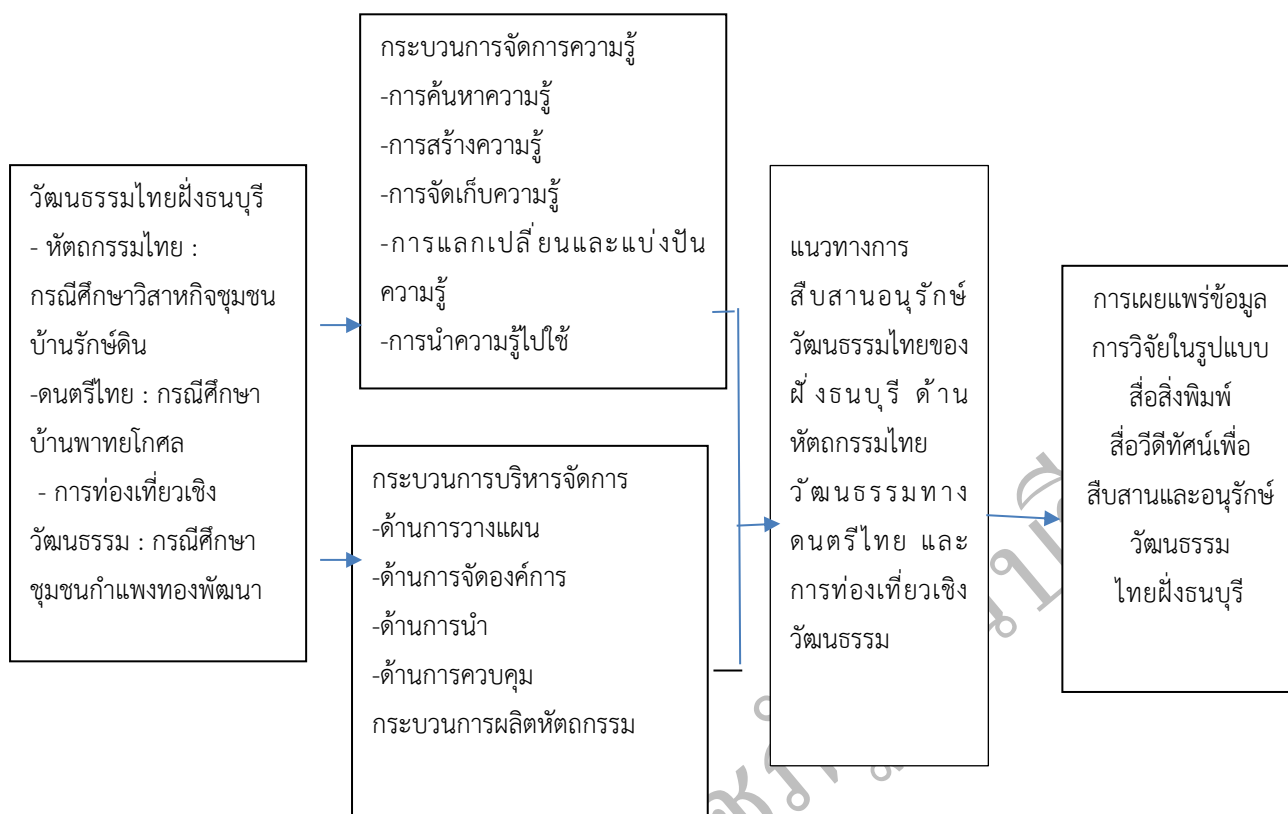 วัฒนธรรมไทยฝั่งธนบุรี
- หัตถกรรมไทย :
กรณีศึกษาวิสาหกิจชุมชน
บ้านรักษ์ดิน
-ดนตรีไทย : กรณีศึกษา
บ้านพาทยโกศล
- การท่องเที่ยวเชิง
วัฒนธรรม : กรณีศึกษา
ชุมชนกำแพงทองพัฒนา
กระบวนการจัดการความรู้
-การค้นหาความรู้
-การสร้างความรู้
-การจัดเก็บความรู้
-การแลกเปลี่ยนและแบ่งปัน
ความรู้
-การนำความรู้ไปใช้
กระบวนการบริหารจัดการ
-ด้านการวางแผน
-ด้านการจัดองค์การ
-ด้านการนำ
-ด้านการควบคุม
กระบวนการผลิตหัตถกรรม
แนวทางการ
สืบสานอนุรักษ์
วัฒนธรรมไทยของ
ฝั่งธนบุรี ด้าน
หัตถกรรมไทย
วัฒนธรรมทาง
ดนตรีไทย และ
การท่องเที่ยวเชิง
วัฒนธรรม
การเผยแพร่ข้อมูล
การวิจัยในรูปแบบ
สื่อสิ่งพิมพ์
สื่อวีดีทัศน์เพื่อ
สืบสานและอนุรักษ์
วัฒนธรรม
ไทยฝั่งธนบุรี